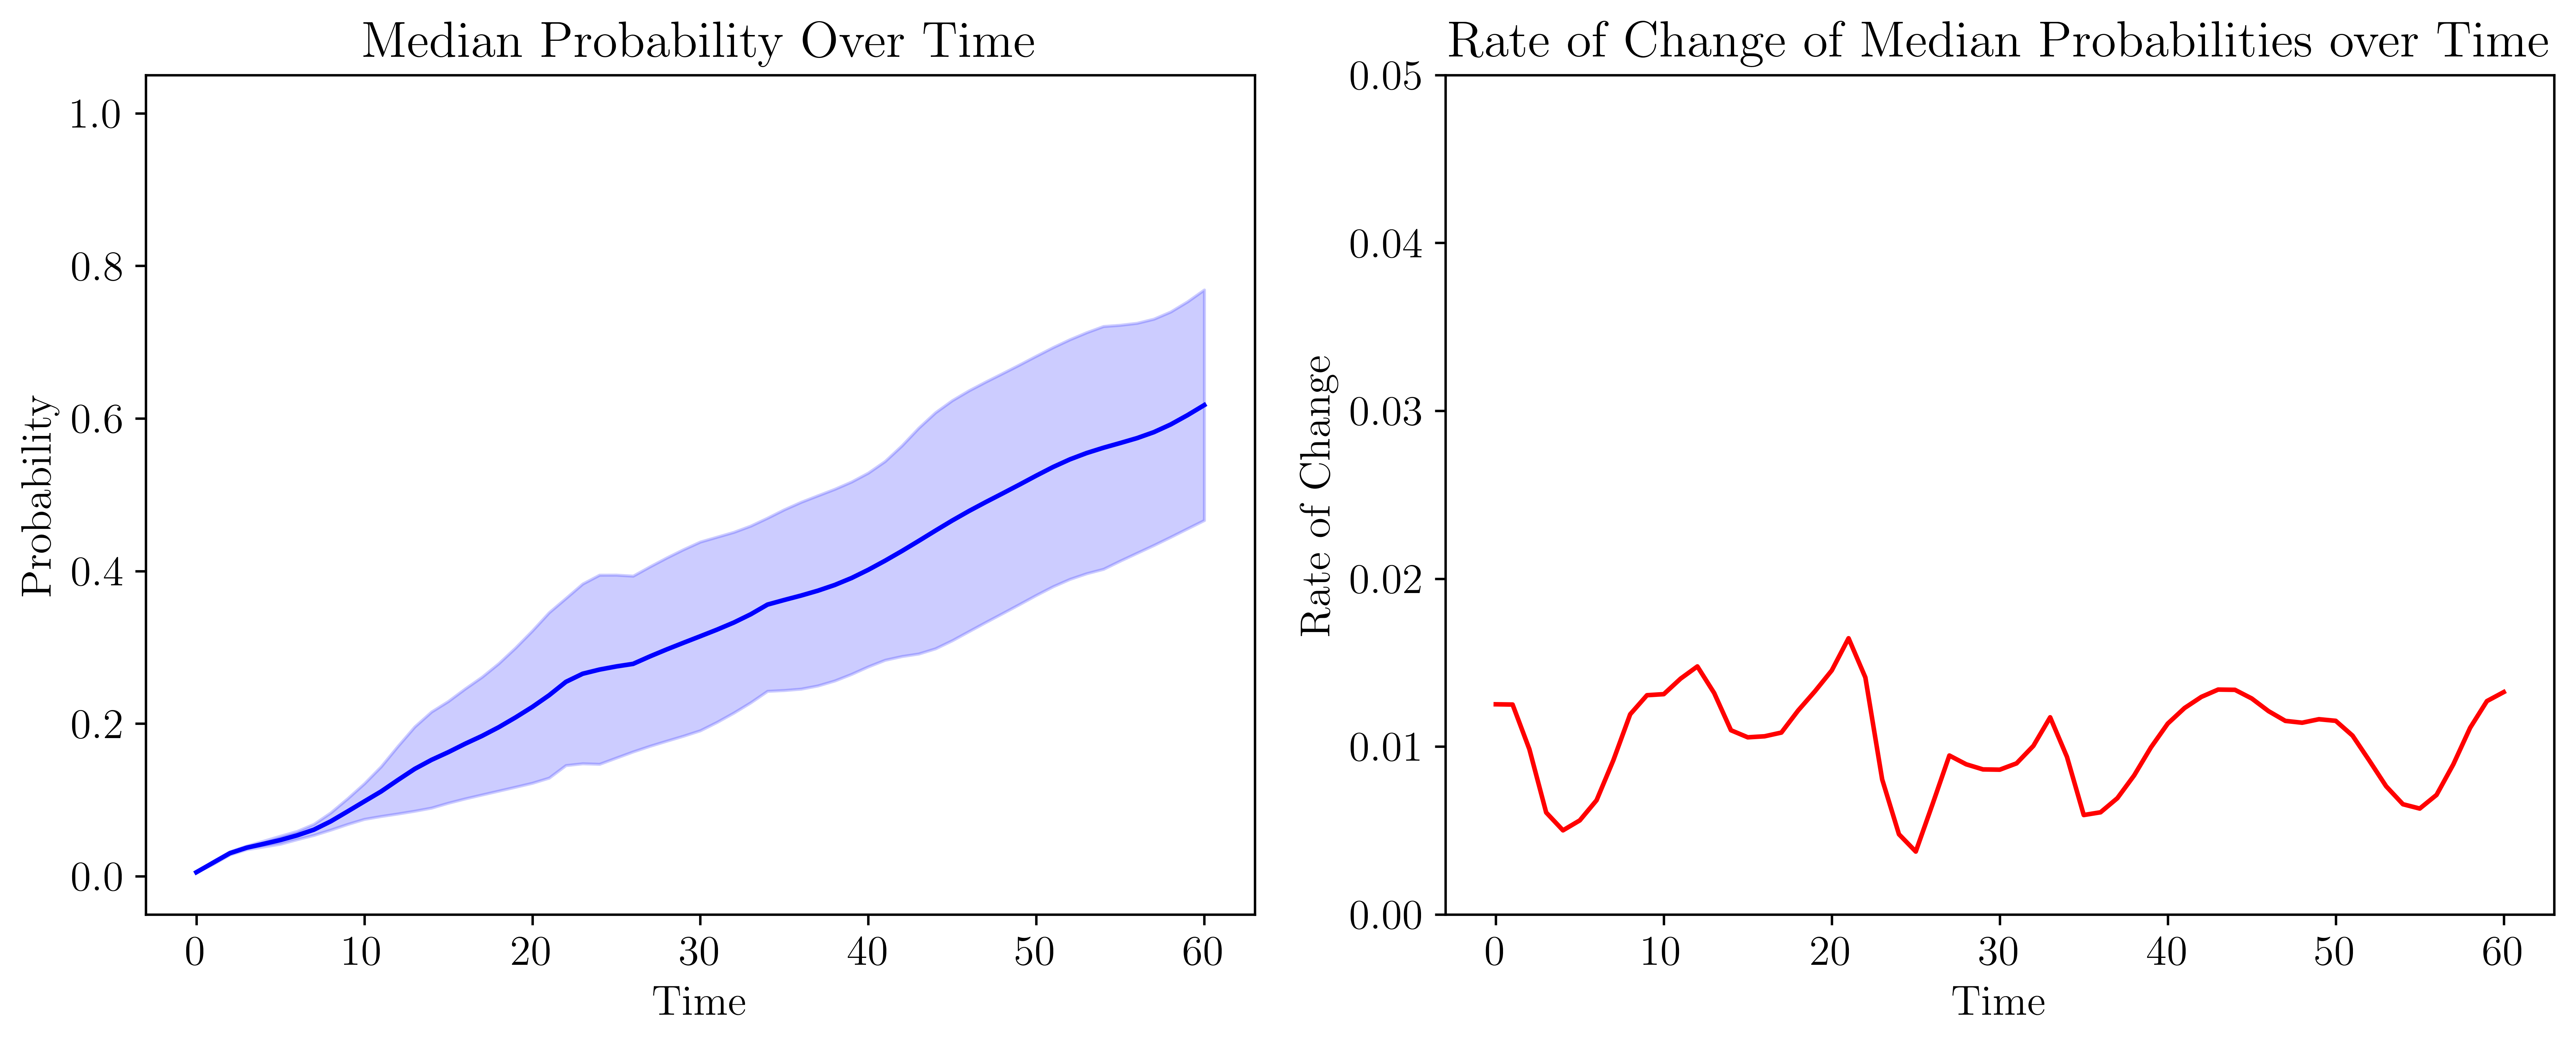 Median Probability Over Time
1.0
0.8
0.6
0.4
0.2
0.0
Probability
0 10 20 30 40 50 60
Time
Rate of Change of Median Probabilities over Time
0.05
0.04
0.03
0.02
0.01
0.00
Rate of Change
0 10 20 30 40 50 60
Time